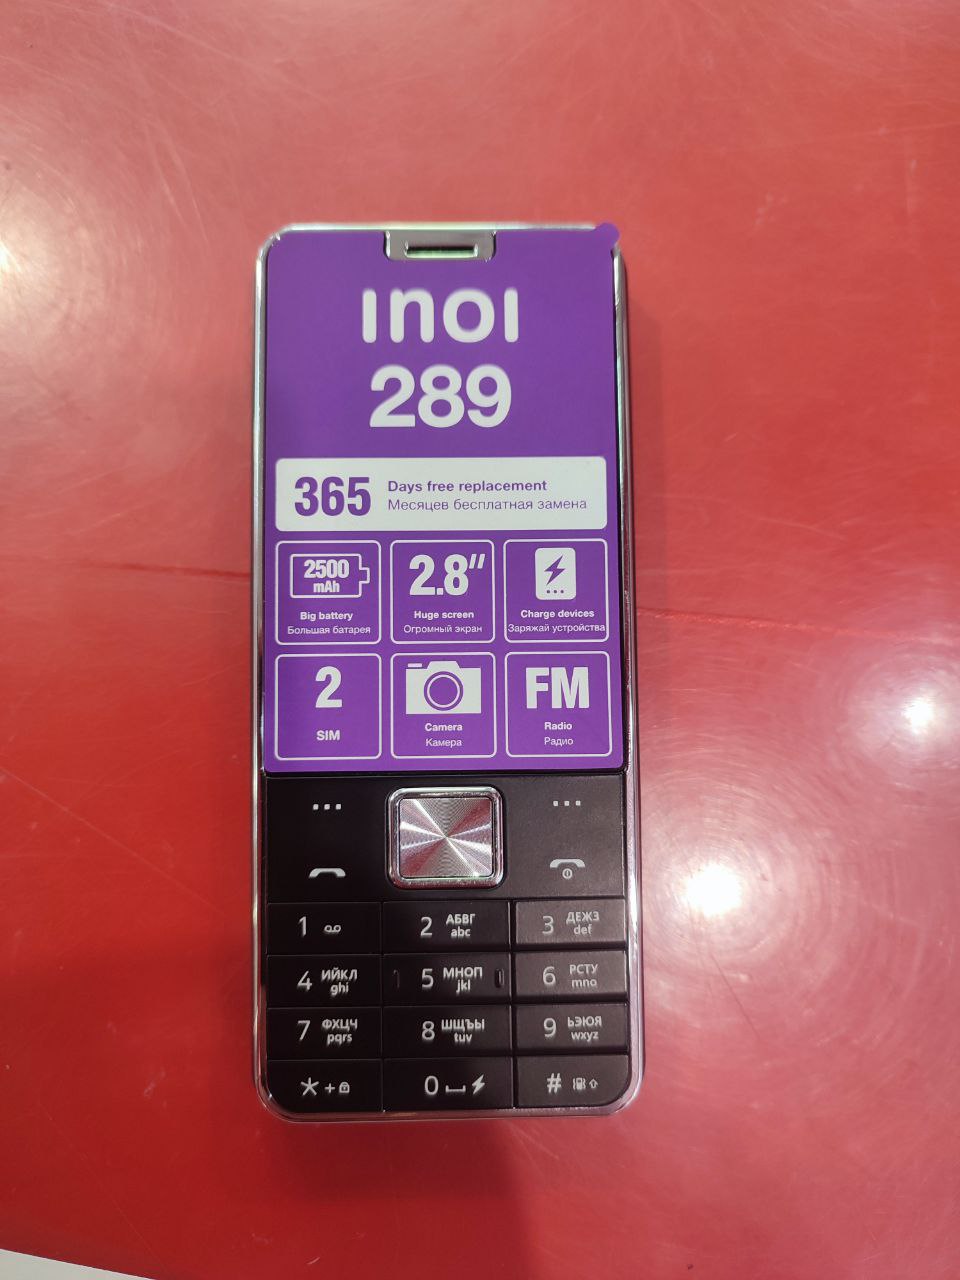 inoi
289
365 Days free replacement
Месяцев бесплатная замена
2500
mAh
Big battery
Большая батарея
2.8"
Huge screen
Огромный экран
Charge devices
Заряжай устройства
2
SIM
Camera
Камера
FM
Radio
Радио
1
2 АБВГ
abc
3 ДЕЖЗ
def
4 ИЙКЛ
ghi
5 МНОП
jkl
6 РСТУ
mno
7 ФХЦЧ
pqrs
8 ШЩЪЫ
tuv
9 ЬЭЮЯ
wxyz
* +
0
#